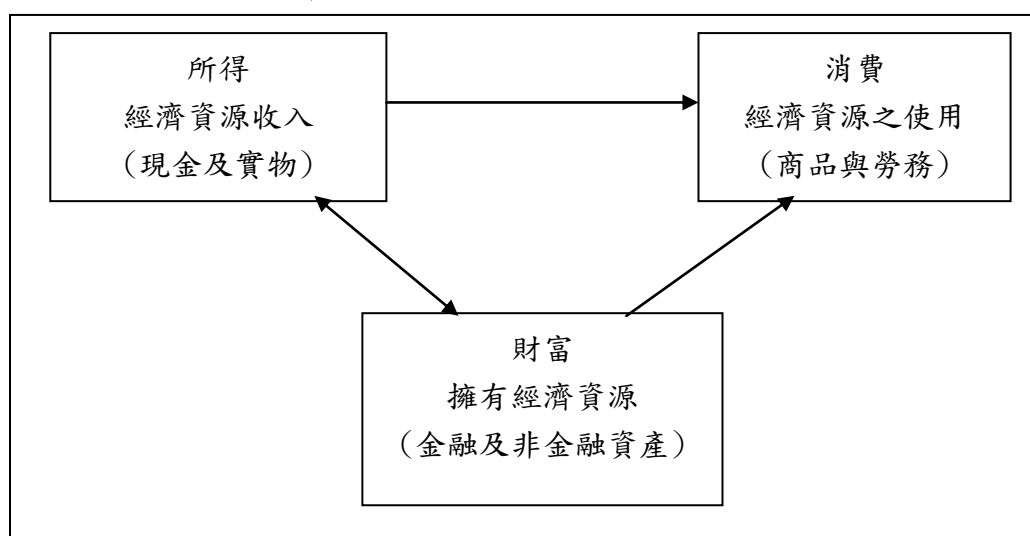 所得
經濟資源收入
（現金及實物）
消費
經濟資源之使用
（商品與勞務）
財富
擁有經濟資源
（金融及非金融資產）